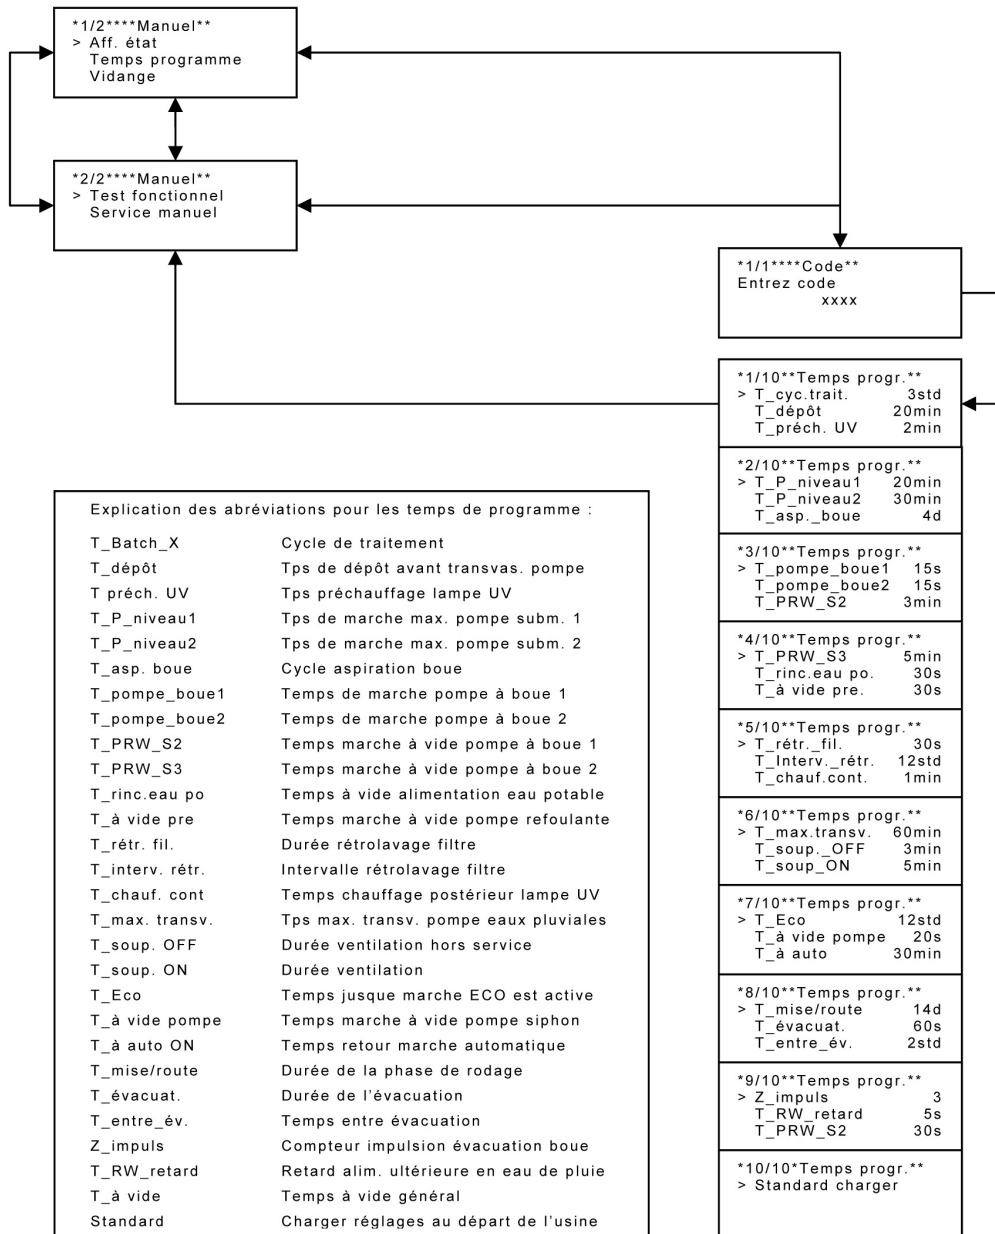 *1/2****Manuel**
> Aff. état
Temps programme
Vidange
*2/2****Manuel**
> Test fonctionnel
Service manuel
*1/1****Code**
Entrez code
xxxx
*1/10**Temps progr.**
> T_cyc.trait. 3std
T_dépôt 20min
T_préch. UV 2min
*2/10**Temps progr.**
> T_P_niveau1 20min
T_P_niveau2 30min
T_asp._boue 4d
*3/10**Temps progr.**
> T_pompe_boue1 15s
T_pompe_boue2 15s
T_PRW_S2 3min
*4/10**Temps progr.**
> T_PRW_S3 5min
T_rinc.eau po. 30s
T_à vide pre. 30s
*5/10**Temps progr.**
> T_rétr._fil. 30s
T_Interv._rétr. 12std
T_chauf.cont. 1min
*6/10**Temps progr.**
> T_max.transv. 60min
T_soup._OFF 3min
T_soup_ON 5min
*7/10**Temps progr.**
> T_Eco 12std
T_à vide pompe 20s
T_à auto 30min
*8/10**Temps progr.**
> T_mise/route 14d
T_évacuat. 60s
T_entre_év. 2std
*9/10**Temps progr.**
> Z_impuls 3
T_RW_retard 5s
T_PRW_S2 30s
*10/10*Temps progr.**
> Standard charger
Explication des abréviations pour les temps de programme :
T_Batch_X Cycle de traitement
T_dépôt Tps de dépôt avant transvas. pompe
T préch. UV Tps préchauffage lampe UV
T_P_niveau1 Tps de marche max. pompe subm. 1
T_P_niveau2 Tps de marche max. pompe subm. 2
T_asp. boue Cycle aspiration boue
T_pompe_boue1 Temps de marche pompe à boue 1
T_pompe_boue2 Temps de marche pompe à boue 2
T_PRW_S2 Temps marche à vide pompe à boue 1
T_PRW_S3 Temps marche à vide pompe à boue 2
T_rinc.eau po Temps à vide alimentation eau potable
T_à vide pre Temps marche à vide pompe refoulante
T_rétr. fil. Durée rétrolavage filtre
T_interv. rétr. Intervalle rétrolavage filtre
T_chauf. cont Temps chauffage postérieur lampe UV
T_max. transv. Tps max. transv. pompe eaux pluviales
T_soup. OFF Durée ventilation hors service
T_soup. ON Durée ventilation
T_Eco Temps jusque marche ECO est active
T_à vide pompe Temps marche à vide pompe siphon
T_à auto ON Temps retour marche automatique
T_mise/route Durée de la phase de rodage
T_évacuat. Durée de l’évacuation
T_entre_év. Temps entre évacuation
Z_impuls Compteur impulsion évacuation boue
T_RW_retard Retard alim. ultérieure en eau de pluie
T_à vide Temps à vide général
Standard Charger réglages au départ de l’usine